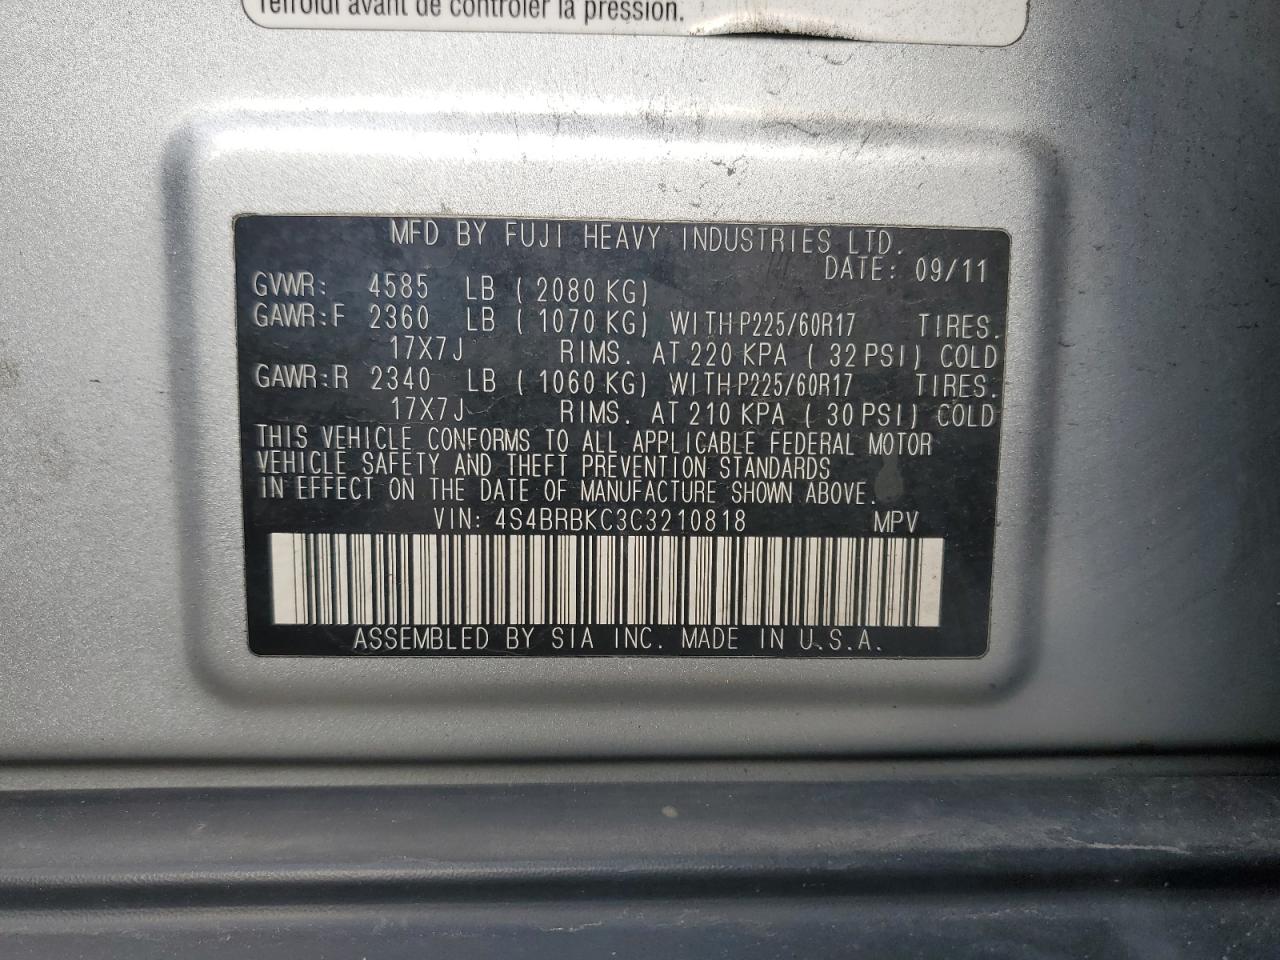 refroidi avant de contrôler la pression.
MFD BY FUJI HEAVY INDUSTRIES LTD.
DATE: 09/11
GVWR: 4585 LB ( 2080 KG)
GAWR:F 2360 LB ( 1070 KG) WITH P225/60R17 TIRES.
17X7J RIMS. AT 220 KPA ( 32 PSI) COLD
GAWR:R 2340 LB ( 1060 KG) WITH P225/60R17 TIRES.
17X7J RIMS. AT 210 KPA ( 30 PSI) COLD
THIS VEHICLE CONFORMS TO ALL APPLICABLE FEDERAL MOTOR
VEHICLE SAFETY AND THEFT PREVENTION STANDARDS
IN EFFECT ON THE DATE OF MANUFACTURE SHOWN ABOVE.
VIN: 4S4BRBKC3C3210818 MPV
ASSEMBLED BY SIA INC. MADE IN U.S.A.